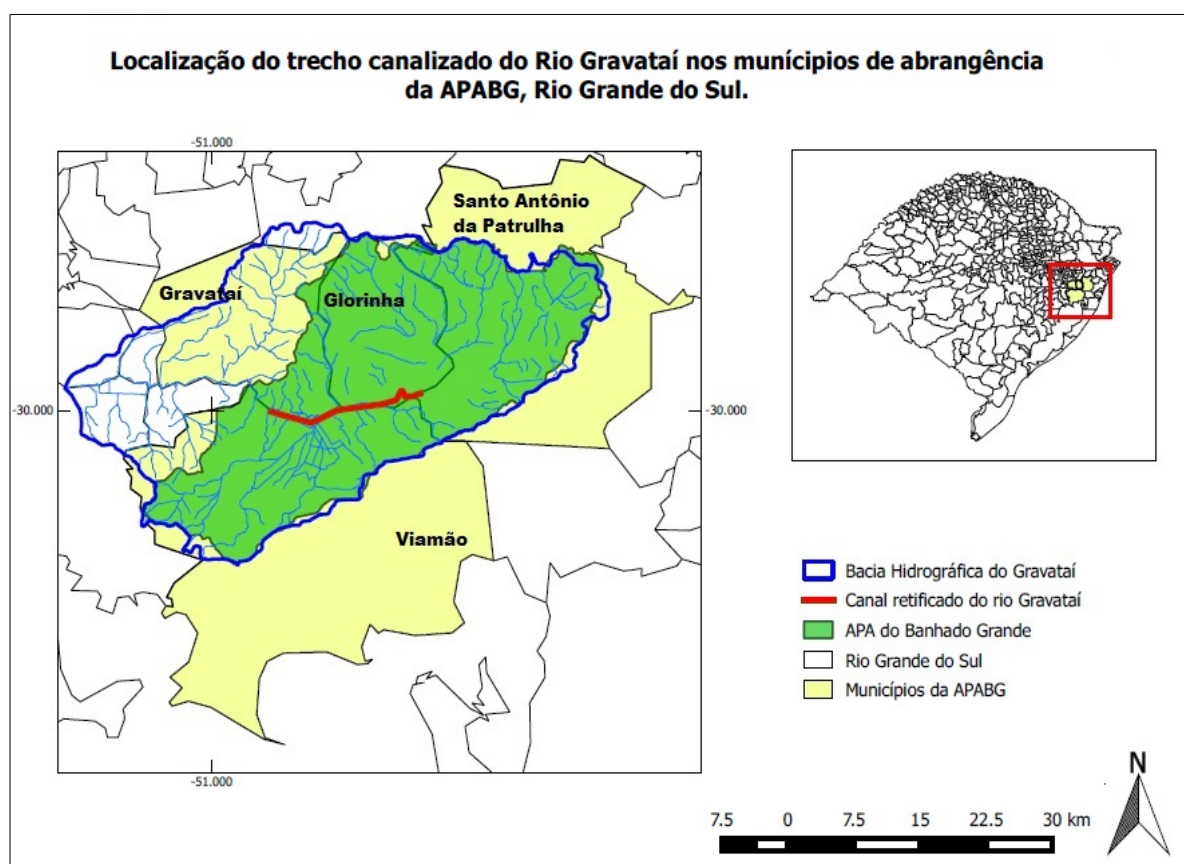 Localização do trecho canalizado do Rio Gravataí nos munícipios de abrangência
da APABG, Rio Grande do Sul.
-51.000
Santo Antônio
da Patrulha
Gravataí
Glorinha
-30.000
-30.000
Viamão
-51.000
Bacia Hidrográfica do Gravataí
Canal retificado do rio Gravataí
APA do Banhado Grande
Rio Grande do Sul
Municípios da APABG
N
7.5 0 7.5 15 22.5 30 km